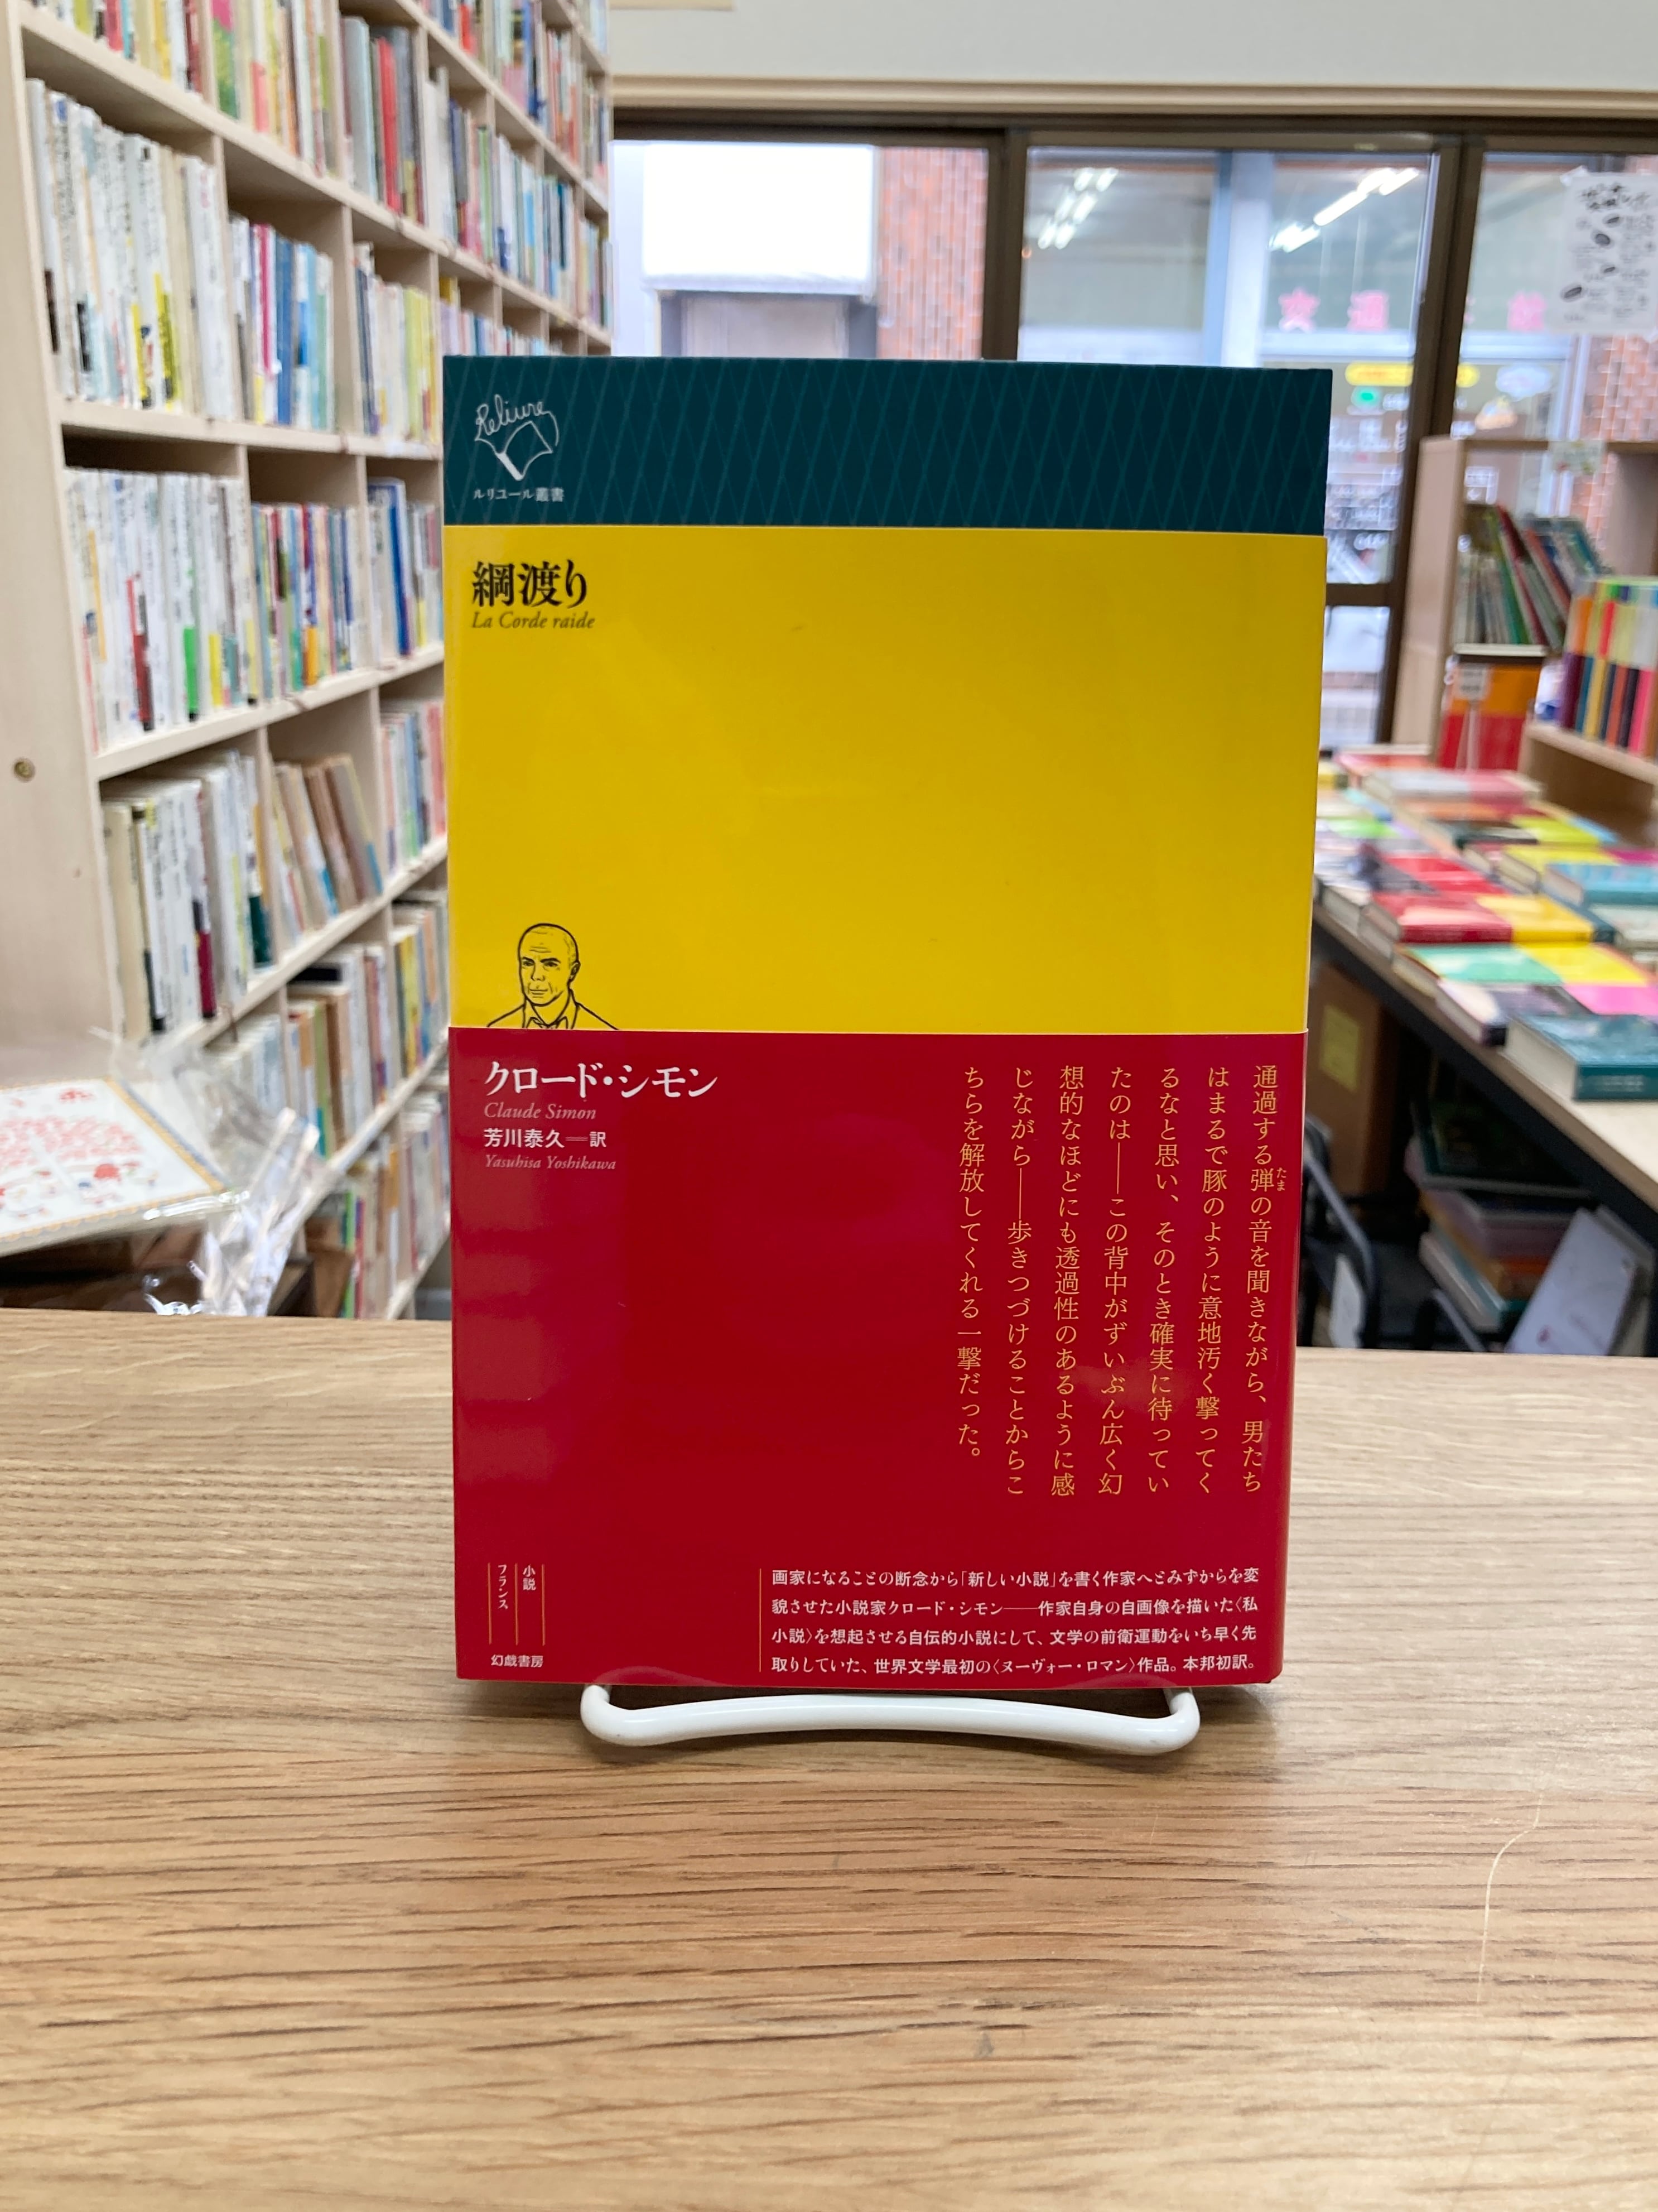 Reliure
ルリユール叢書
綱渡り
La Corde raide
クロード・シモン
Claude Simon
芳川泰久──訳
Yasuhisa Yoshikawa
通過する弾の音を聞きながら、男たち
たま
はまるで豚のように意地汚く撃ってく
るなと思い、そのとき確実に待ってい
たのは――この背中がずいぶん広く幻
想的なほどにも透過性のあるように感
じながら――歩きつづけることからこ
ちらを解放してくれる一撃だった。
小説
フランス
幻戯書房
画家になることの断念から「新しい小説」を書く作家へとみずからを変
貌させた小説家クロード・シモン――作家自身の自画像を描いた〈私
小説〉を想起させる自伝的小説にして、文学の前衛運動をいち早く先
取りしていた、世界文学最初の〈ヌーヴォー・ロマン〉作品。本邦初訳。